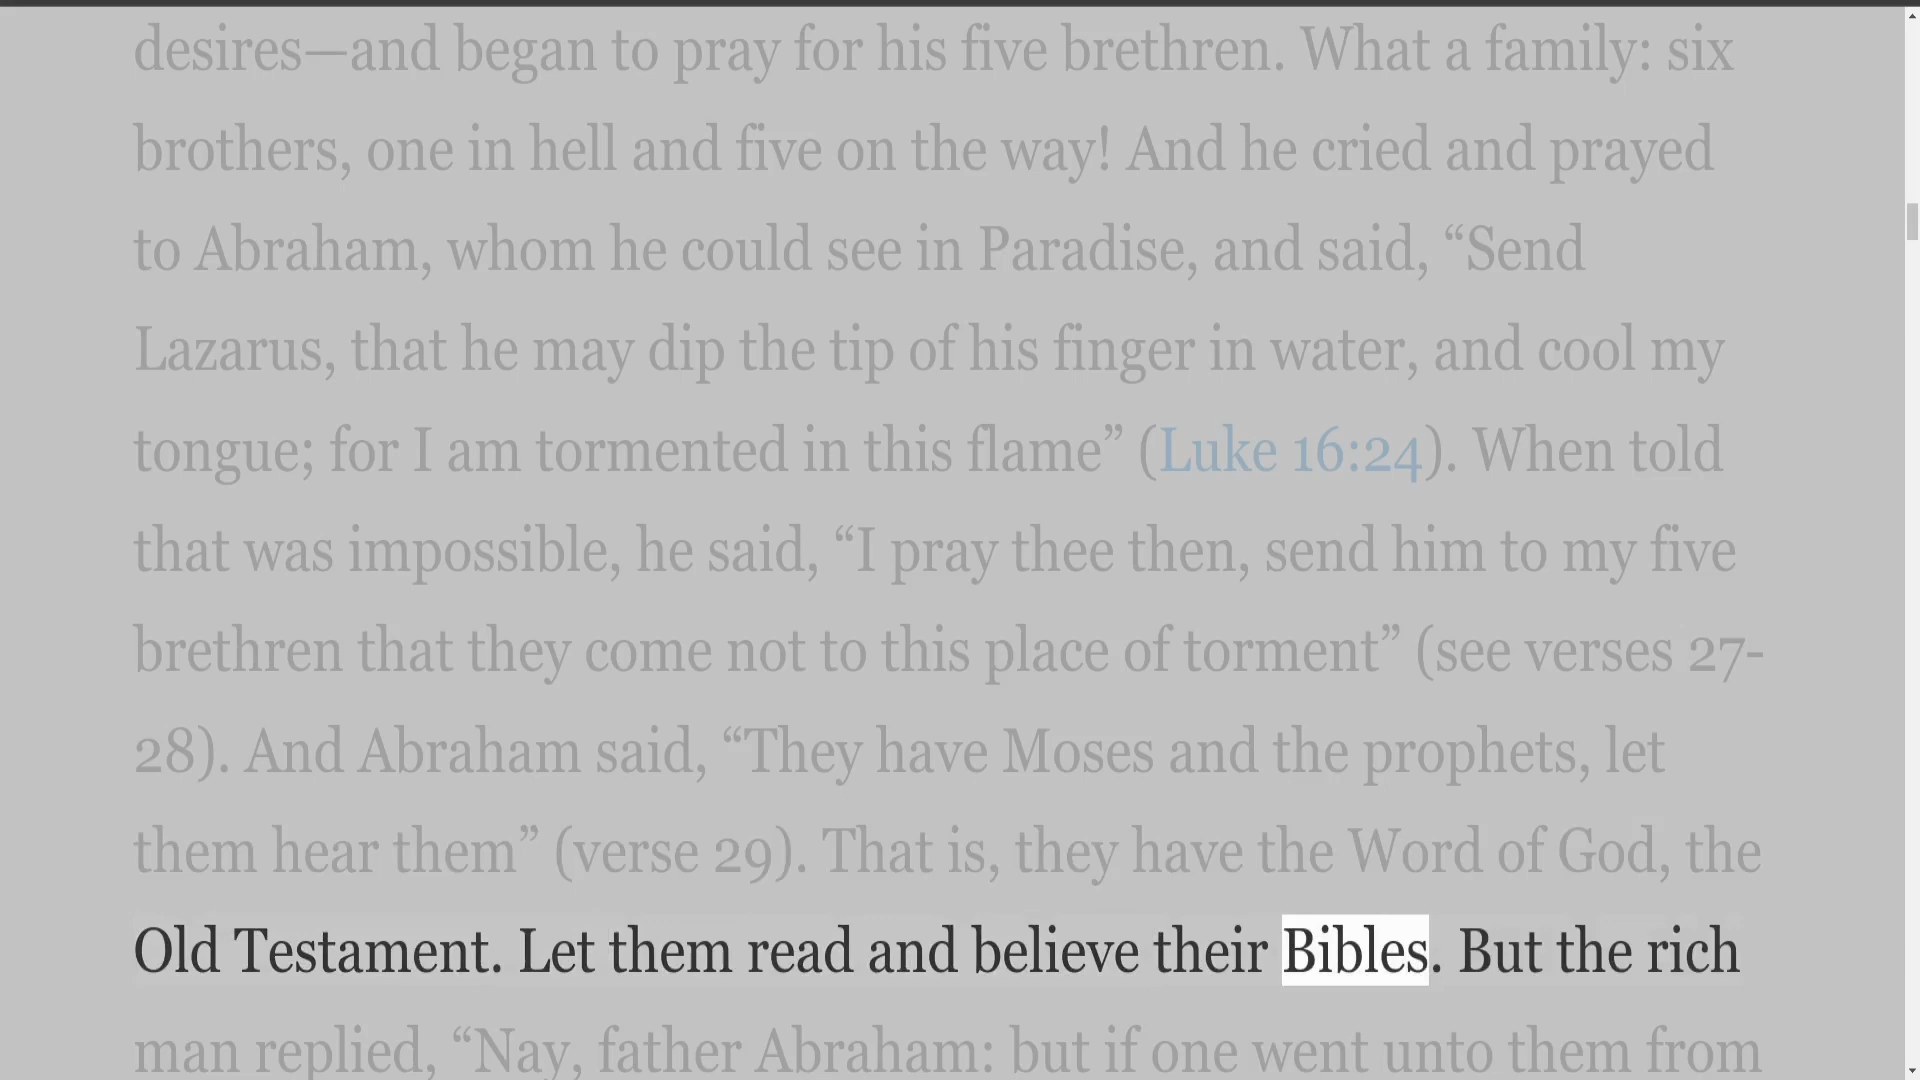 desires—and began to pray for his five brethren. What a family: six
brothers, one in hell and five on the way! And he cried and prayed
to Abraham, whom he could see in Paradise, and said, “Send
Lazarus, that he may dip the tip of his finger in water, and cool my
tongue; for I am tormented in this flame” (Luke 16:24). When told
that was impossible, he said, “I pray thee then, send him to my five
brethren that they come not to this place of torment” (see verses 27-
28). And Abraham said, “They have Moses and the prophets, let
them hear them” (verse 29). That is, they have the Word of God, the
Old Testament. Let them read and believe their Bibles. But the rich
man replied, “Nay, father Abraham: but if one went unto them from